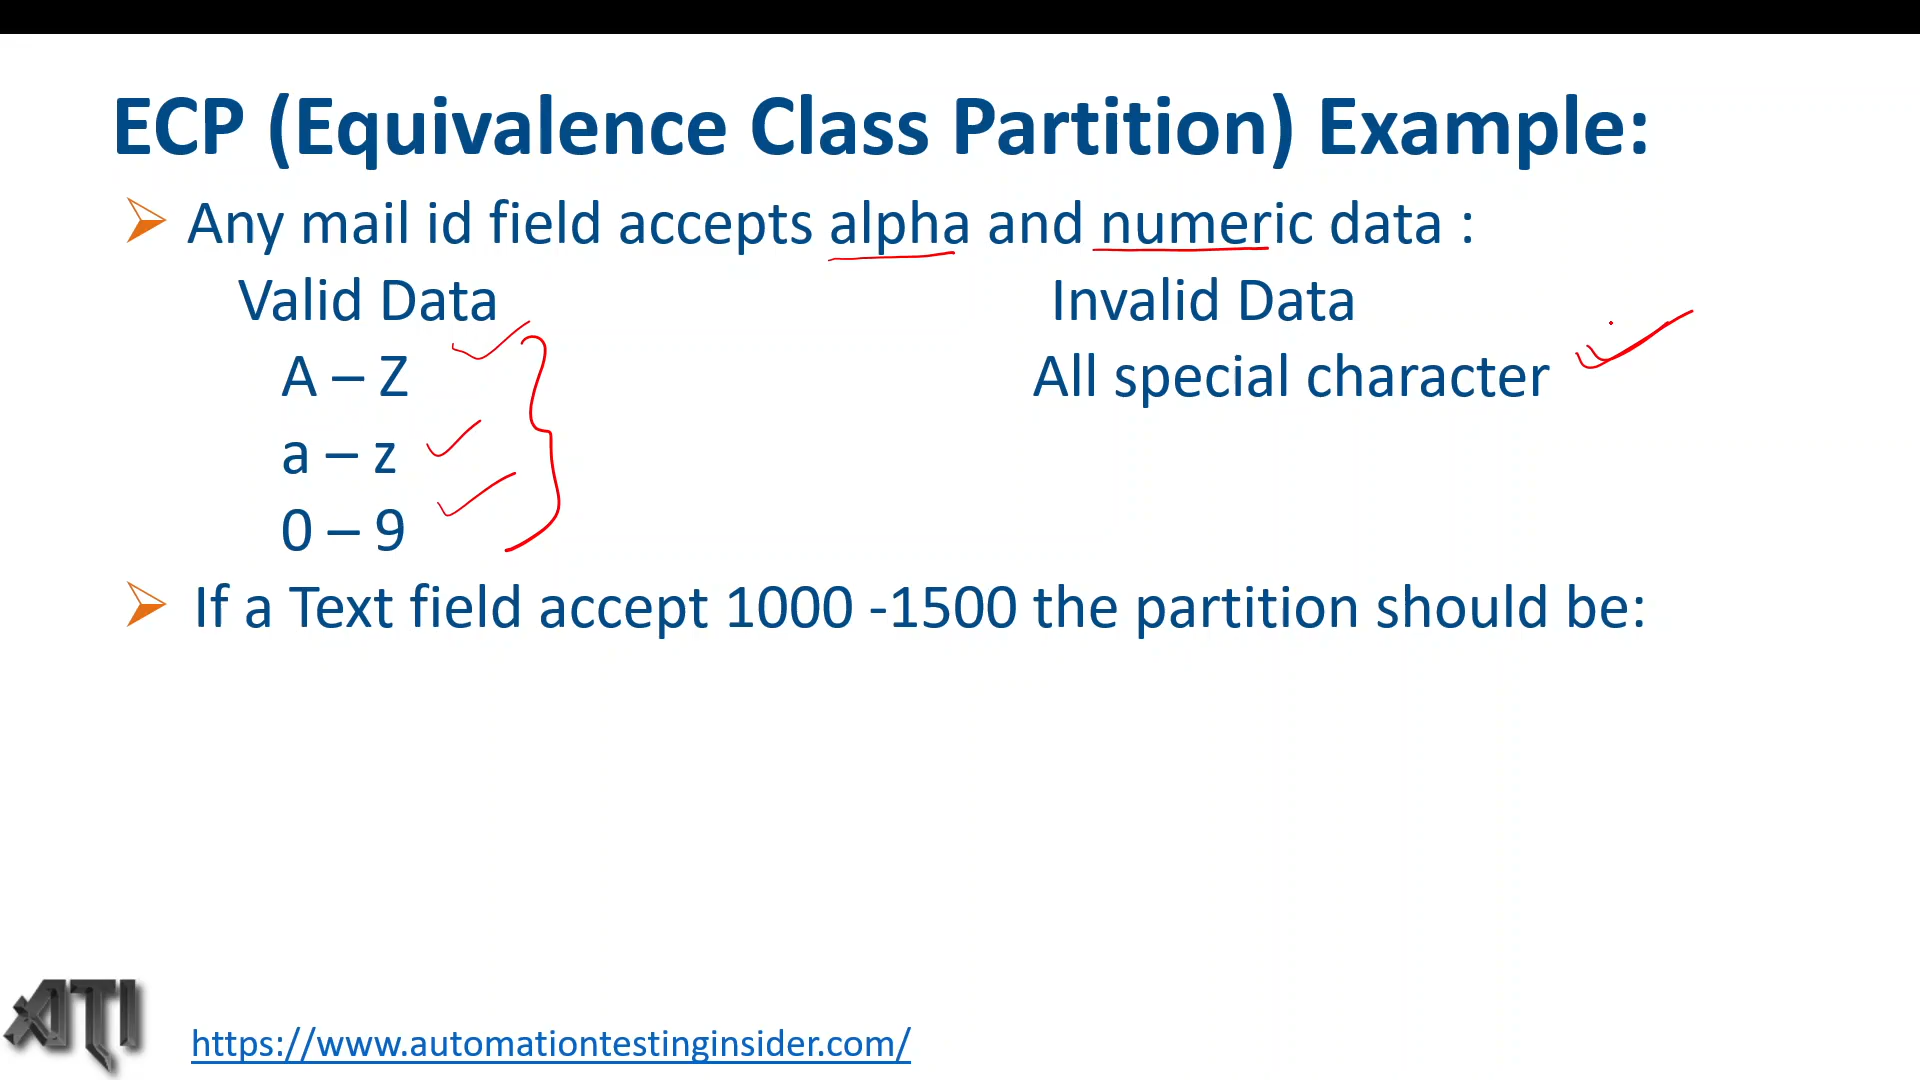 ECP (Equivalence Class Partition) Example:
Any mail id field accepts alpha and numeric data :
Valid Data Invalid Data
A – Z All special character
a – z
0 – 9
If a Text field accept 1000 -1500 the partition should be:
ATI
https://www.automationtestinginsider.com/